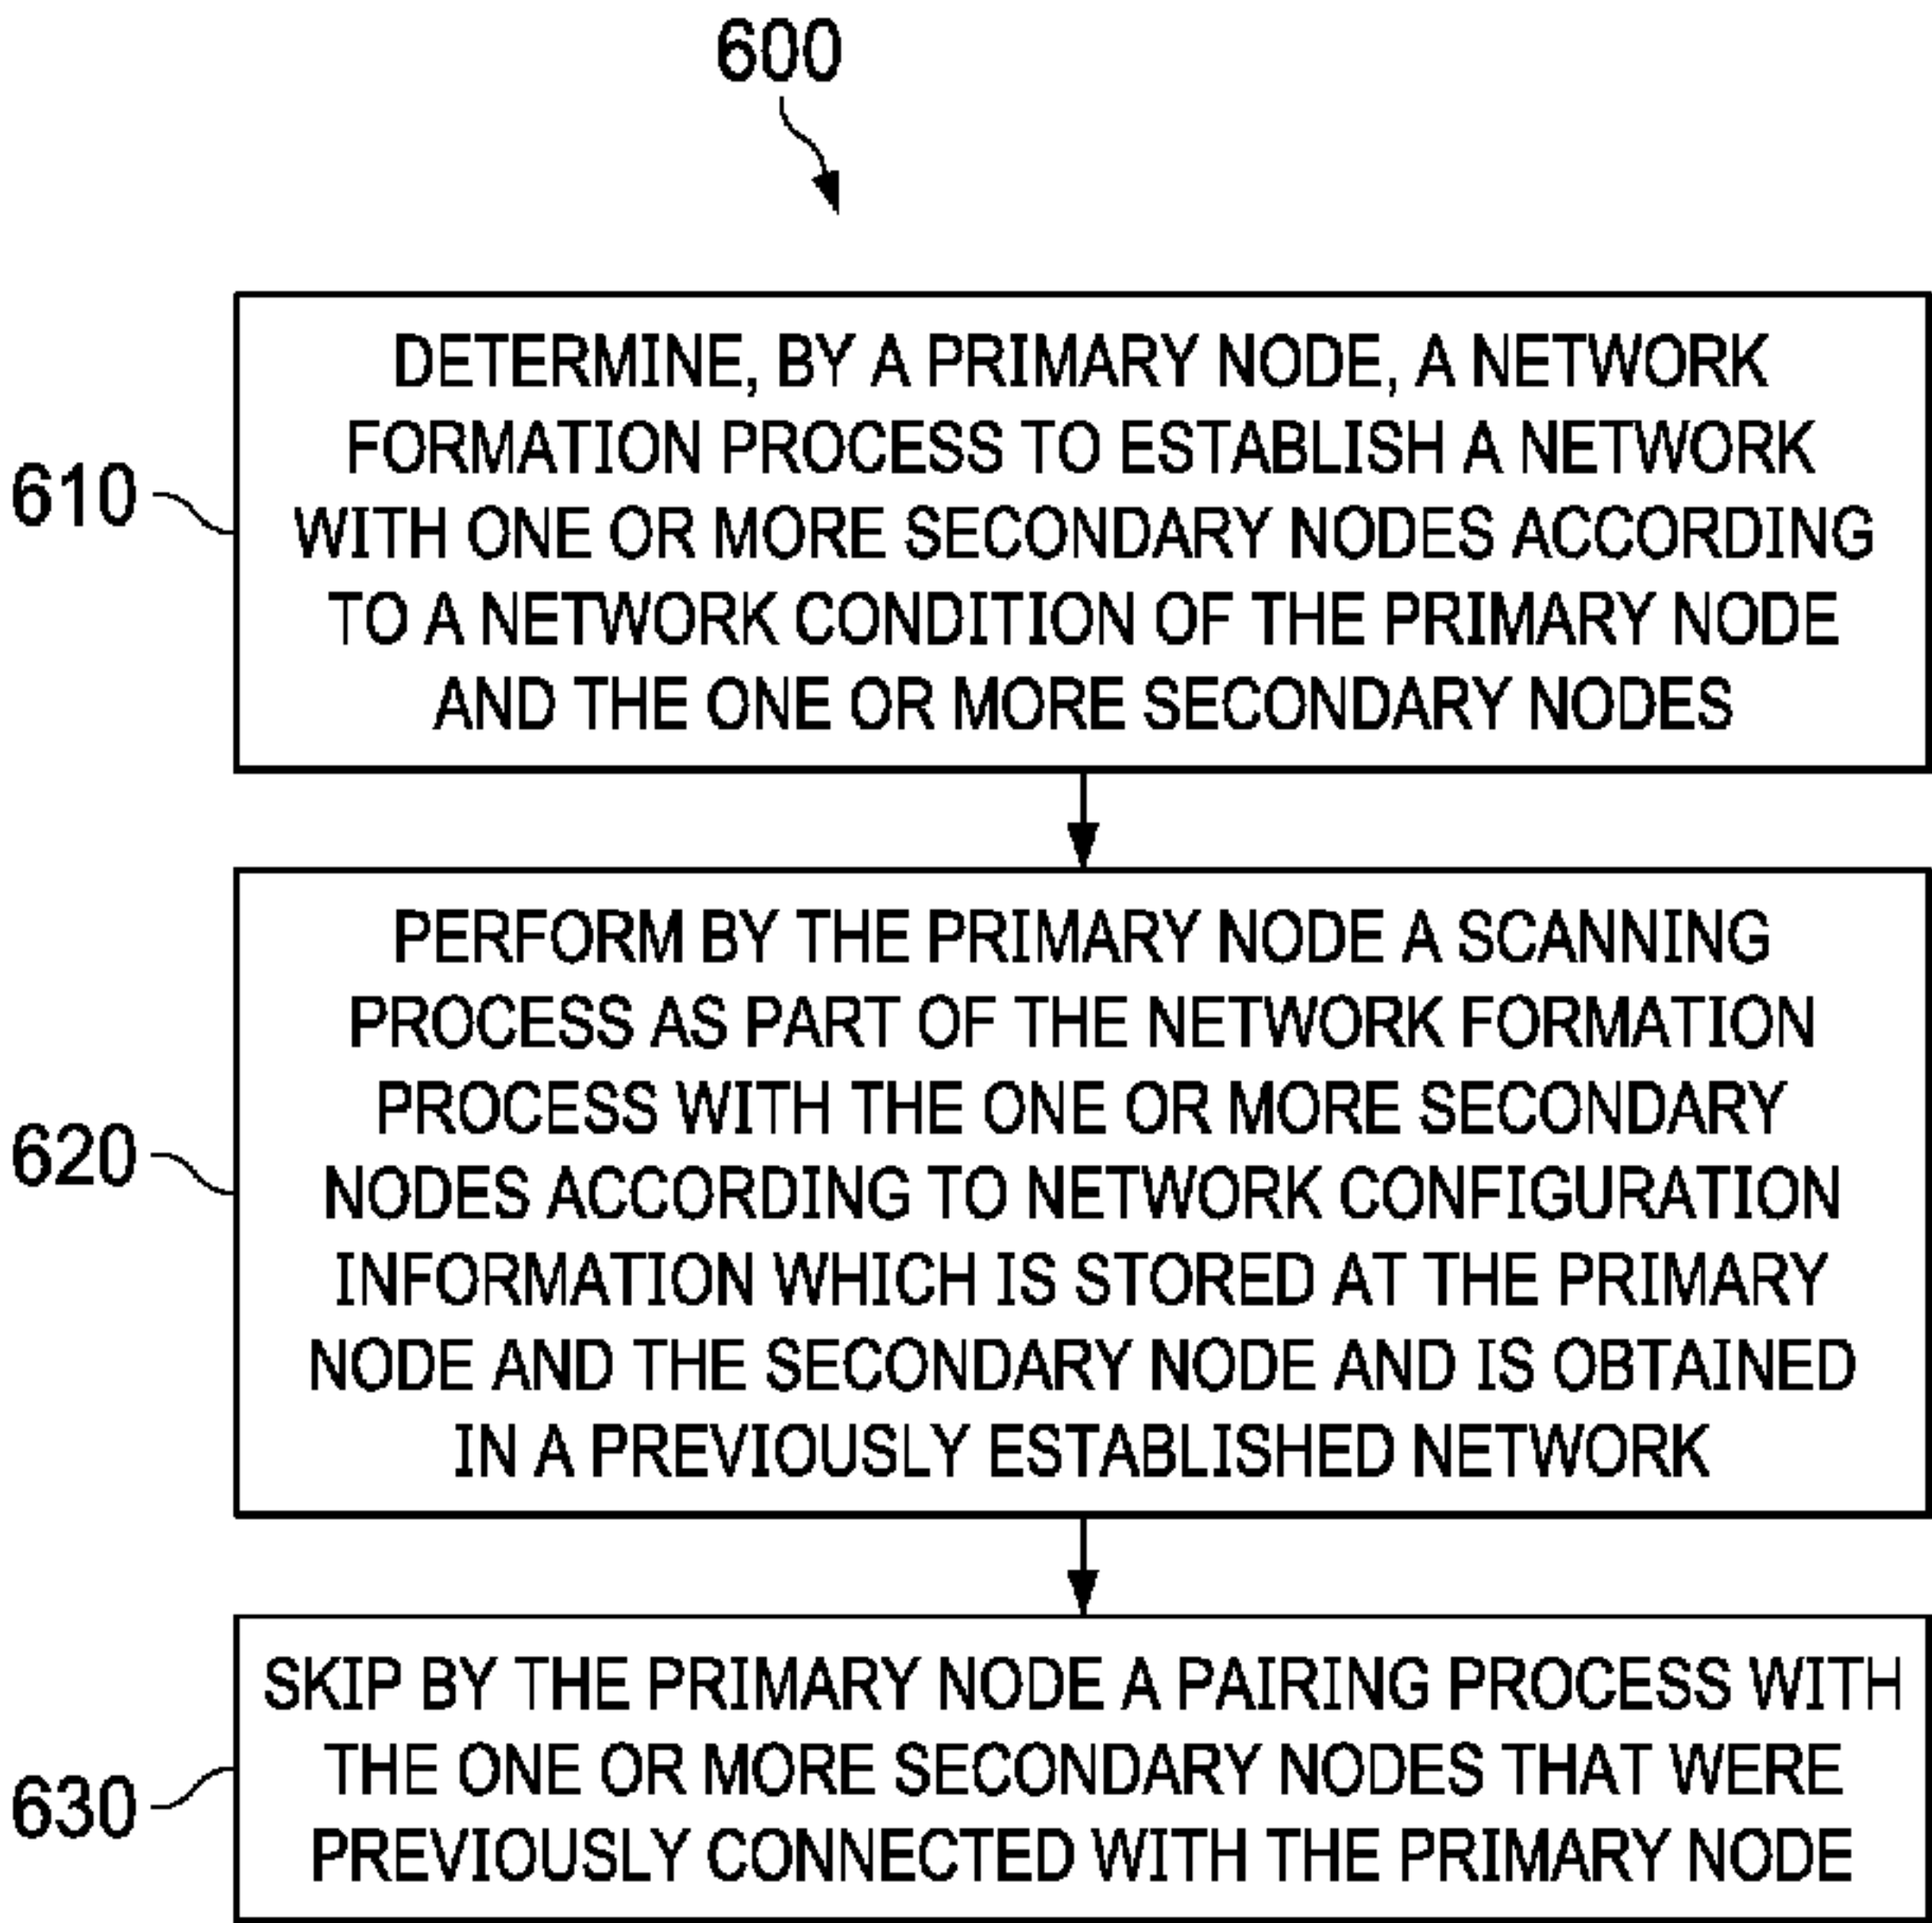 600
610
DETERMINE, BY A PRIMARY NODE, A NETWORK
FORMATION PROCESS TO ESTABLISH A NETWORK
WITH ONE OR MORE SECONDARY NODES ACCORDING
TO A NETWORK CONDITION OF THE PRIMARY NODE
AND THE ONE OR MORE SECONDARY NODES
620
PERFORM BY THE PRIMARY NODE A SCANNING
PROCESS AS PART OF THE NETWORK FORMATION
PROCESS WITH THE ONE OR MORE SECONDARY
NODES ACCORDING TO NETWORK CONFIGURATION
INFORMATION WHICH IS STORED AT THE PRIMARY
NODE AND THE SECONDARY NODE AND IS OBTAINED
IN A PREVIOUSLY ESTABLISHED NETWORK
630
SKIP BY THE PRIMARY NODE A PAIRING PROCESS WITH
THE ONE OR MORE SECONDARY NODES THAT WERE
PREVIOUSLY CONNECTED WITH THE PRIMARY NODE